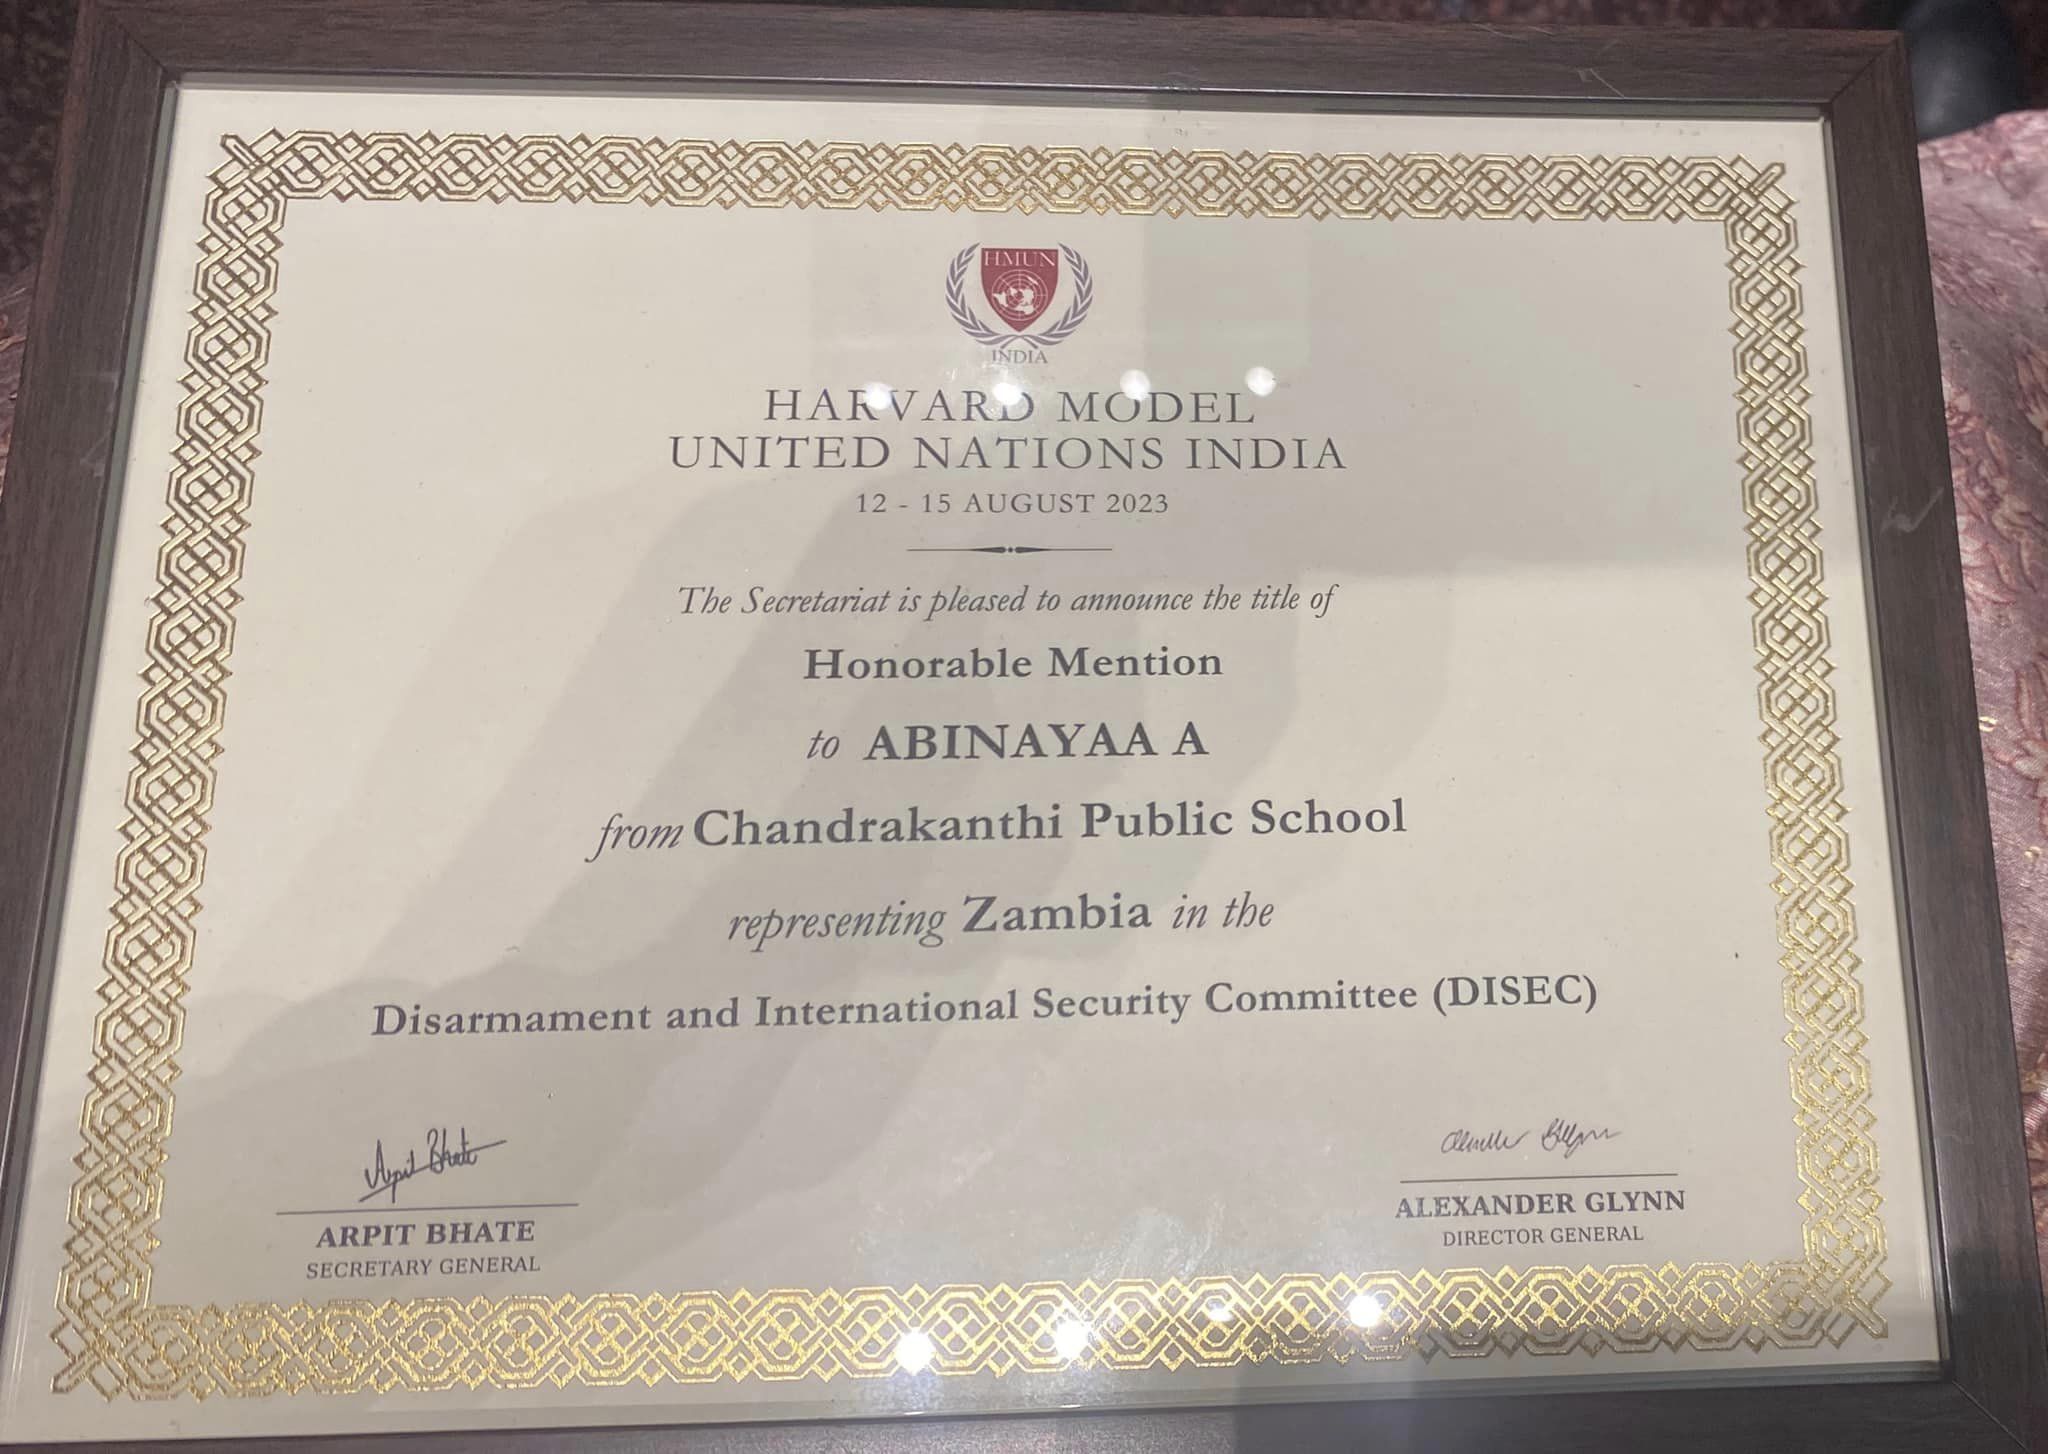 HMUN
INDIA
HARVARD MODEL
UNITED NATIONS INDIA
12 - 15 AUGUST 2023
The Secretariat is pleased to announce the title of
Honorable Mention
to ABINAYAA A
from Chandrakanthi Public School
representing Zambia in the
Disarmament and International Security Committee (DISEC)
Arpit Bhate
ARPIT BHATE
SECRETARY GENERAL
ALEXANDER GLYNN
DIRECTOR GENERAL